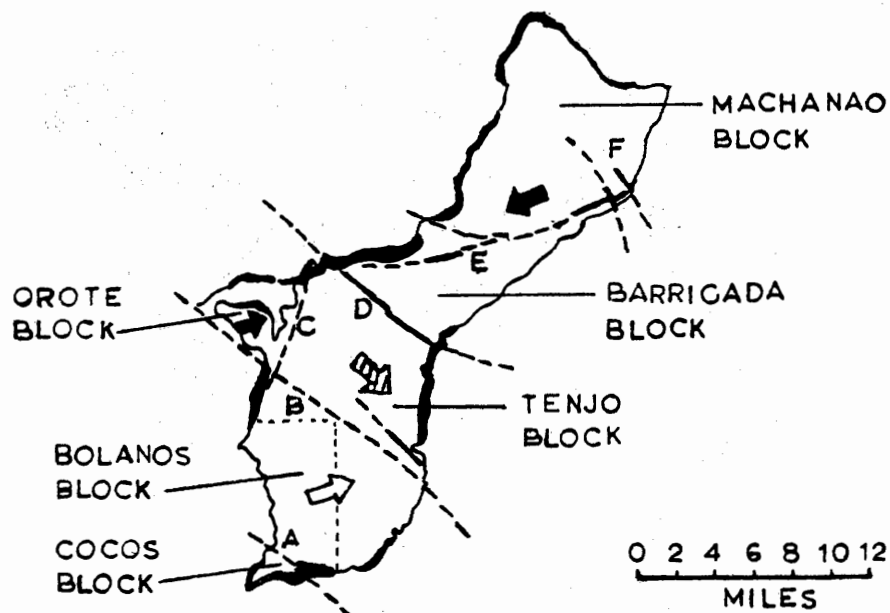 MACHANAO
BLOCK
F
E
OROTE
BLOCK
C
D
BARRIGADA
BLOCK
B
TENJO
BLOCK
BOLANOS
BLOCK
A
COCOS
BLOCK
0 2 4 6 8 10 12
MILES